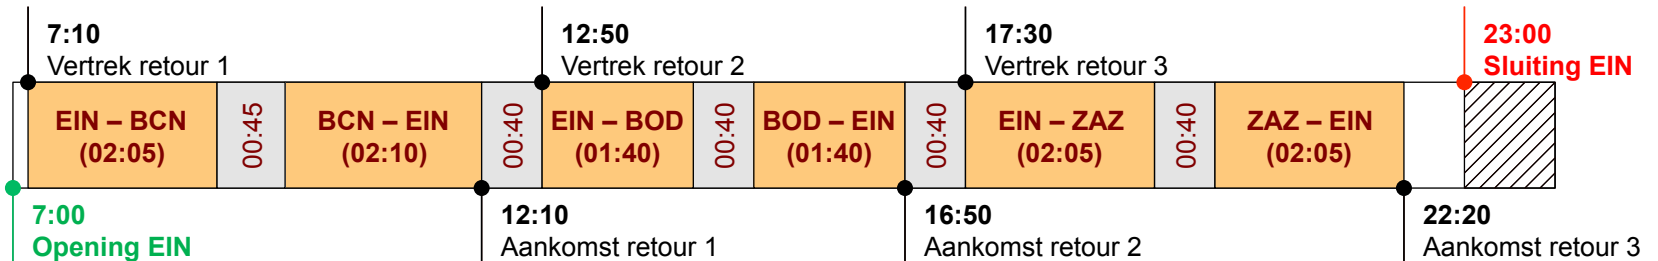 7:10
Vertrek retour 1
12:50
Vertrek retour 2
17:30
Vertrek retour 3
23:00
Sluiting EIN
EIN – BCN
(02:05)
00:45
BCN – EIN
(02:10)
00:40
EIN – BOD
(01:40)
00:40
BOD – EIN
(01:40)
00:40
EIN – ZAZ
(02:05)
00:40
ZAZ – EIN
(02:05)
7:00
Opening EIN
12:10
Aankomst retour 1
16:50
Aankomst retour 2
22:20
Aankomst retour 3